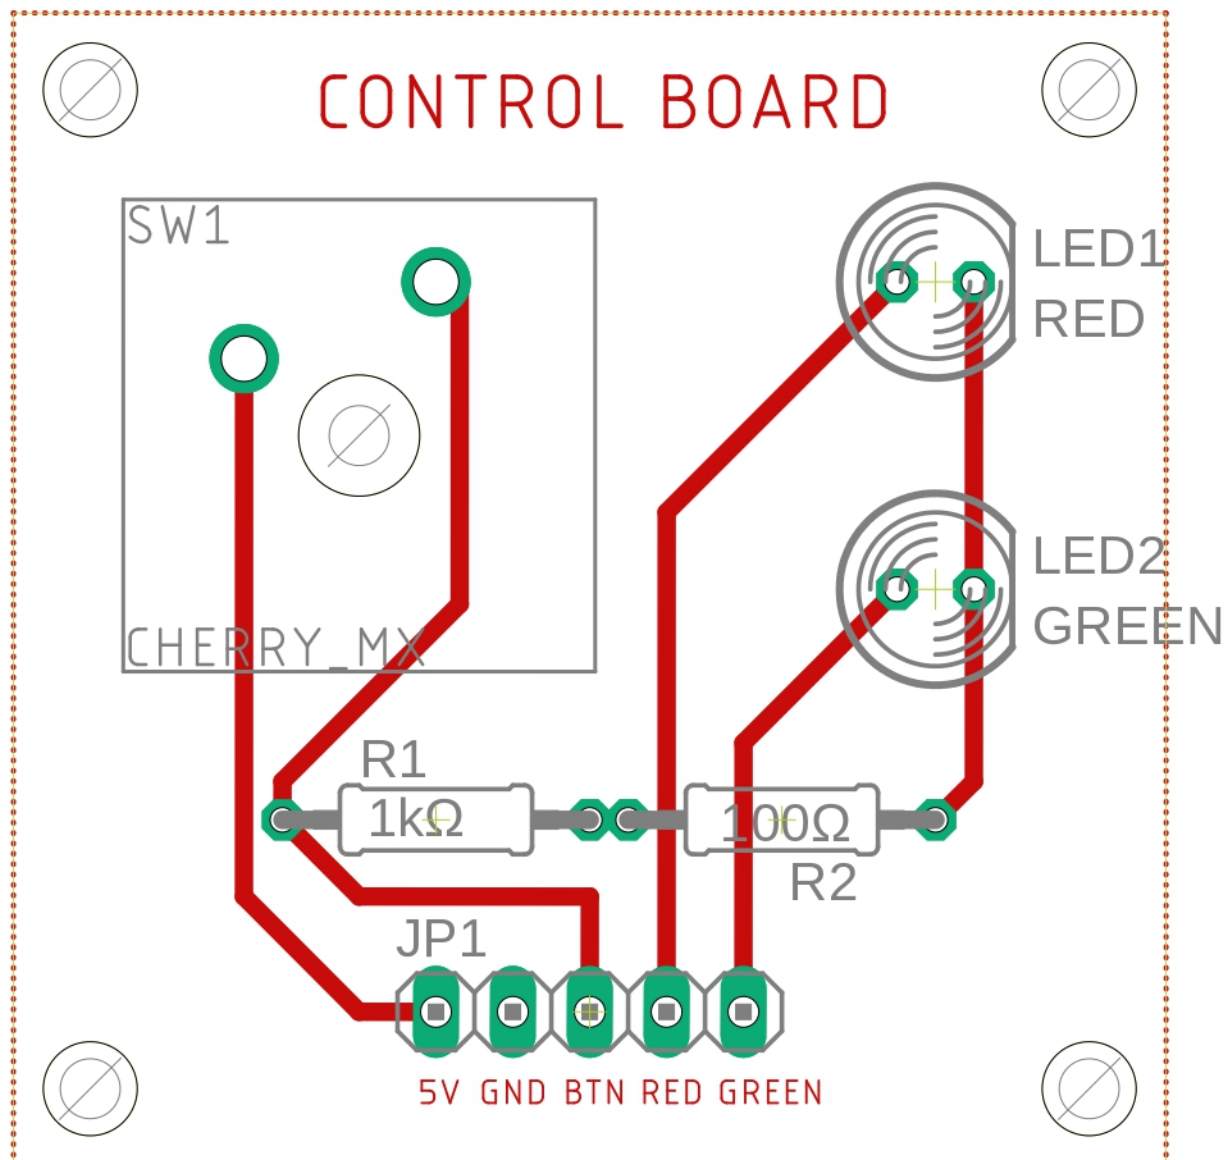 CONTROL BOARD
SW1
LED1
RED
LED2
GREEN
CHERRY_MX
R1
1kΩ
100Ω
R2
JP1
5V GND BTN RED GREEN